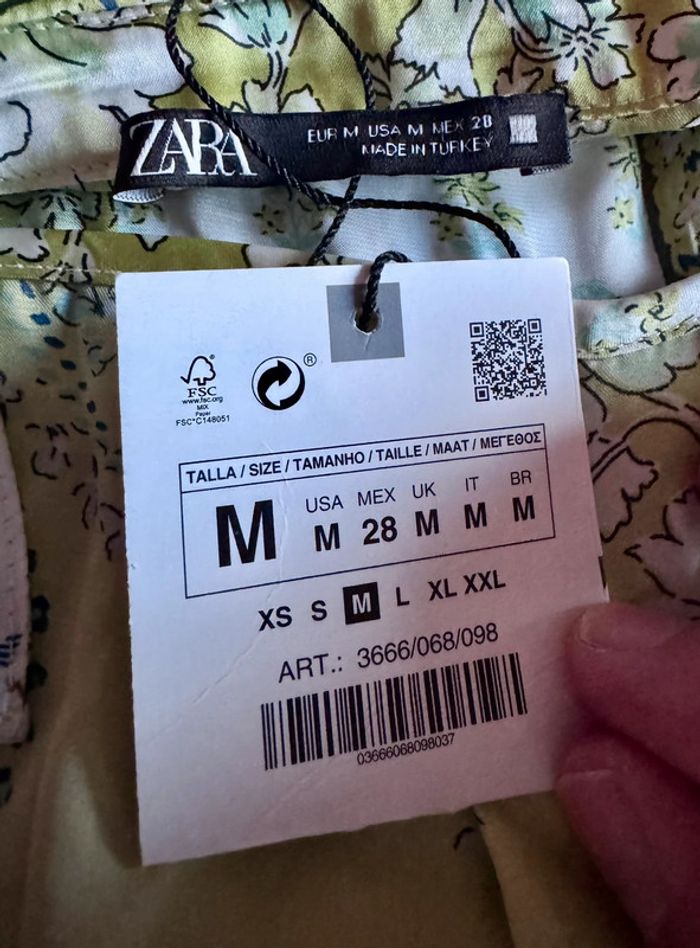 ZARA
EUR M USA M MEX 28
MADE IN TURKEY
FSC
www.fsc.org
MIX
Paper
FSC® C148051
®
TALLA / SIZE / TAMANHO / TAILLE / MAAT / ΜΕΓΕΘΟΣ
M
USA MEX UK IT BR
M 28 M M M
XS S M L XL XXL
ART.: 3666/068/098
03666068098037